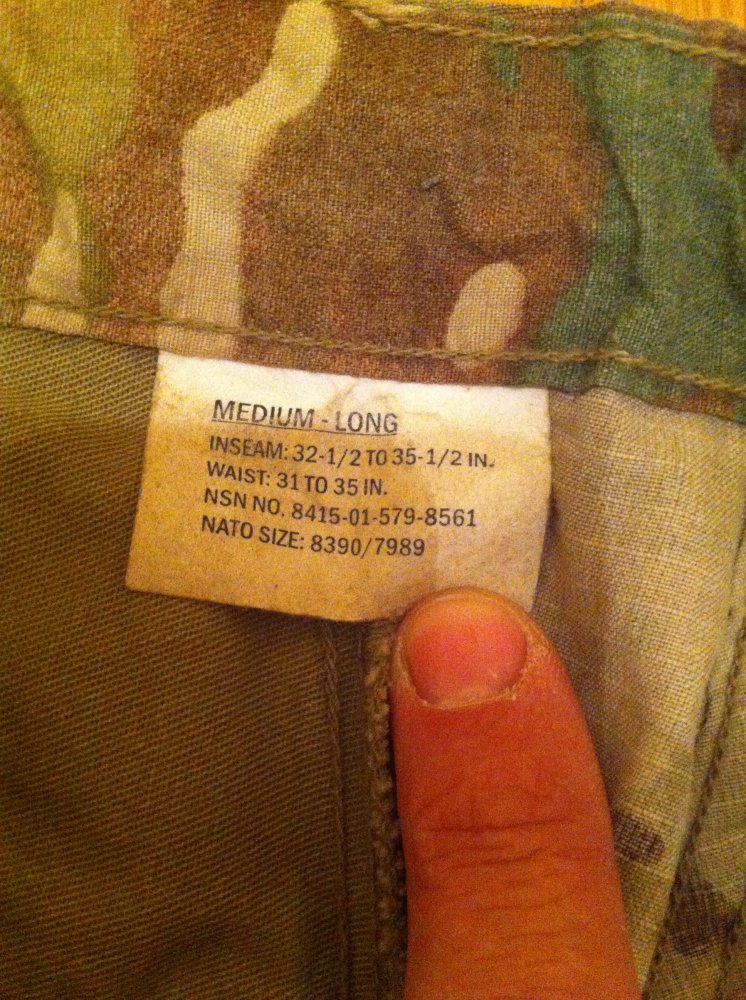 MEDIUM - LONG
INSEAM: 32-1/2 TO 35-1/2 IN.
WAIST: 31 TO 35 IN.
NSN NO. 8415-01-579-8561
NATO SIZE: 8390/7989